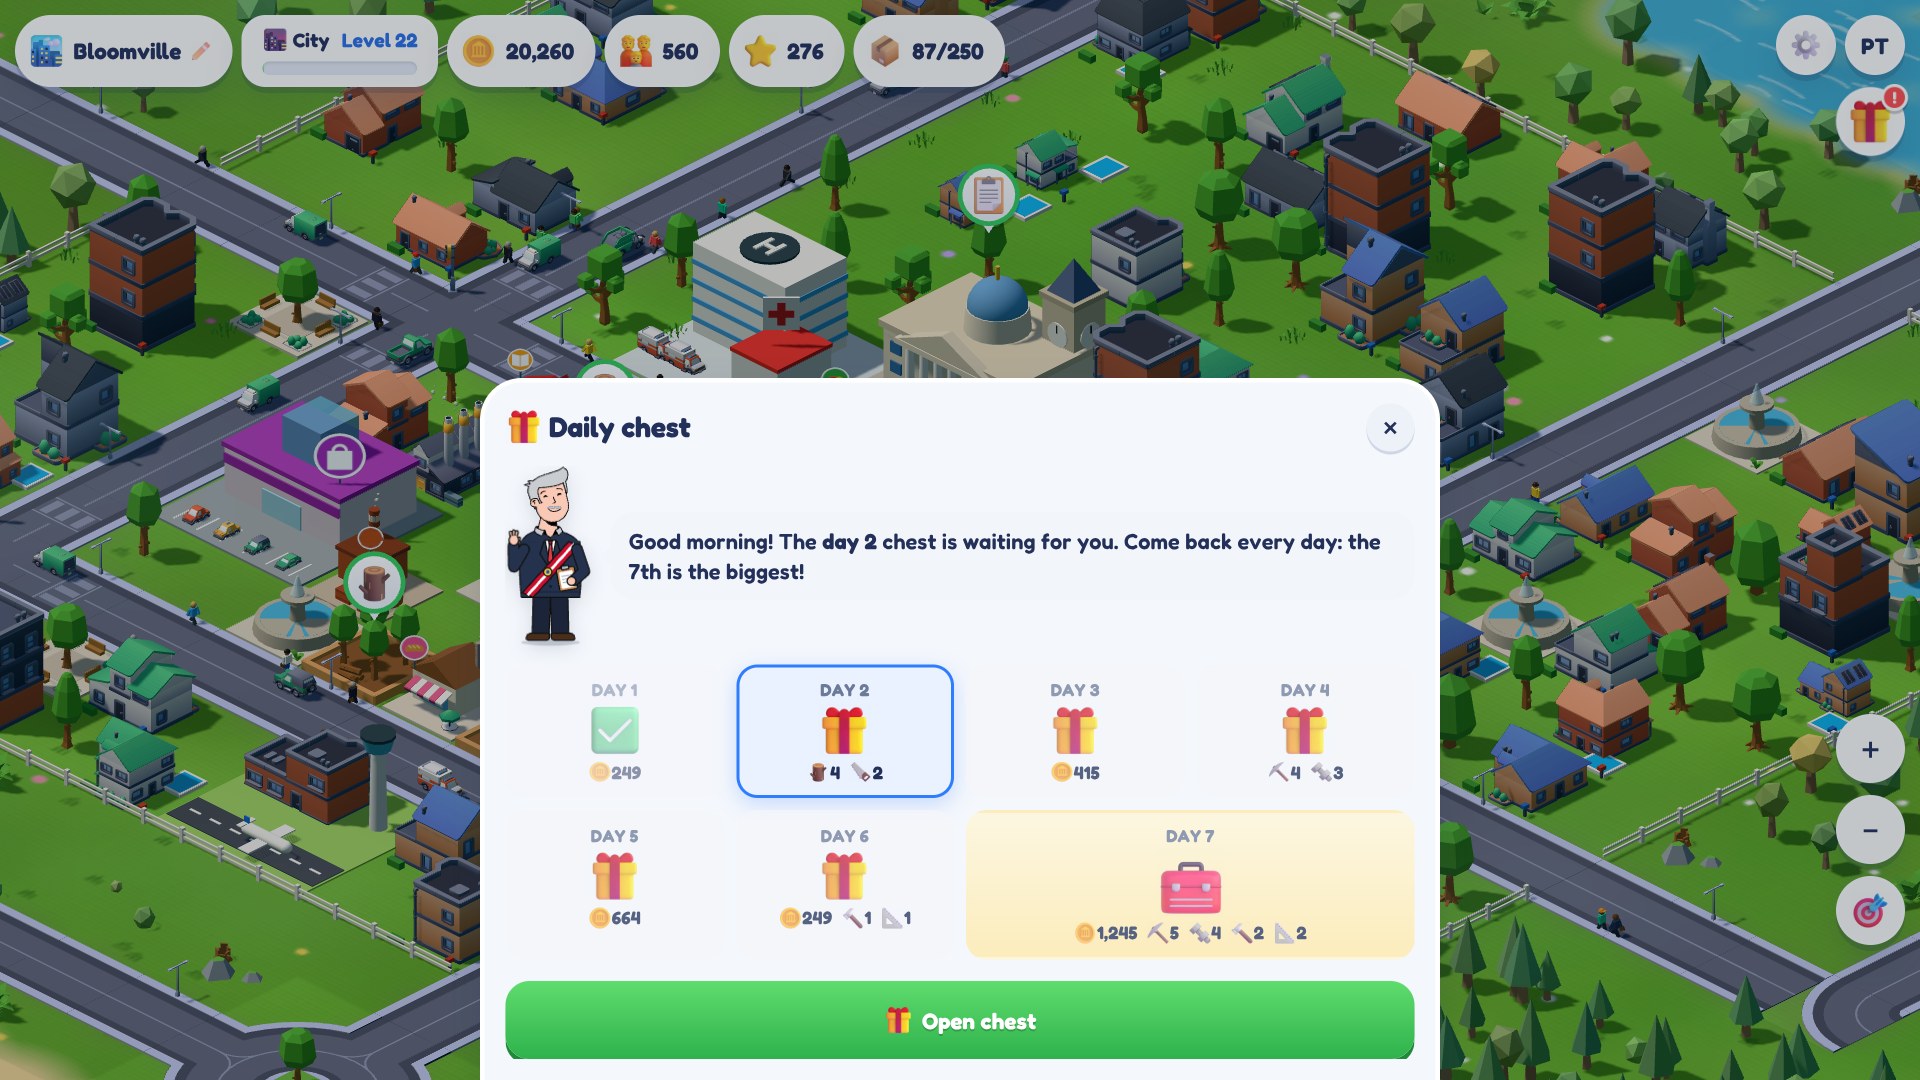 Bloomville
City Level 22
20,260
560
276
87/250
PT
!
H
Daily chest
Good morning! The day 2 chest is waiting for you. Come back every day: the
7th is the biggest!
DAY 1
249
DAY 2
4 2
DAY 3
415
DAY 4
4 3
DAY 5
664
DAY 6
249 1 1
DAY 7
1,245 5 4 2 2
Open chest